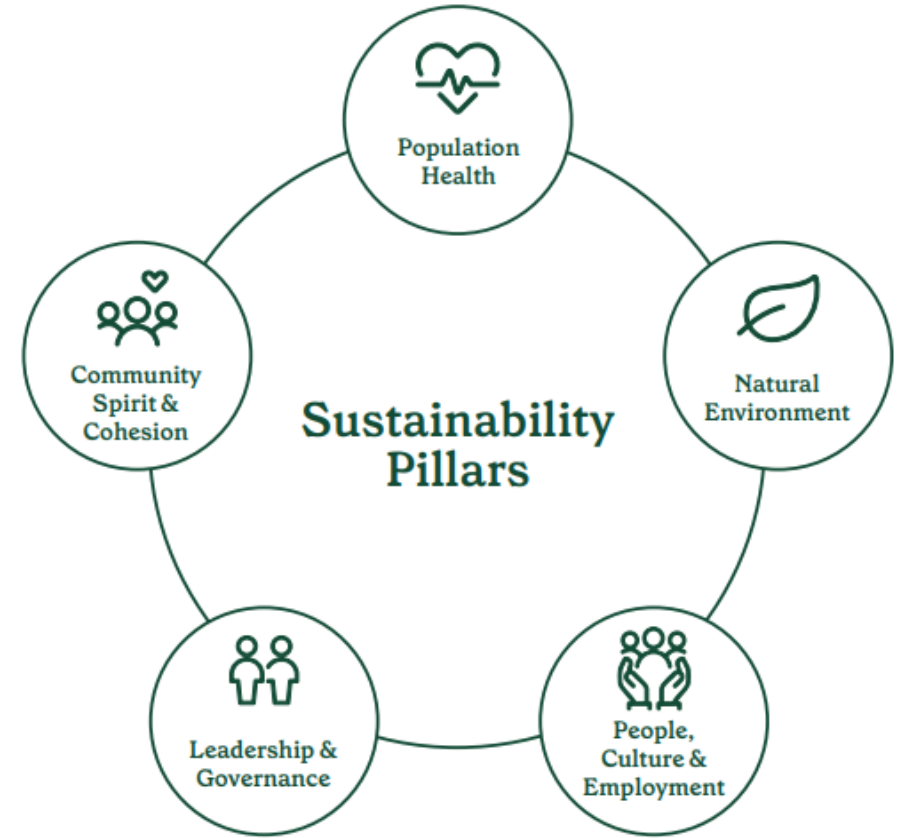 Population
Health
Community
Spirit &
Cohesion
Natural
Environment
Sustainability
Pillars
Leadership &
Governance
People,
Culture &
Employment